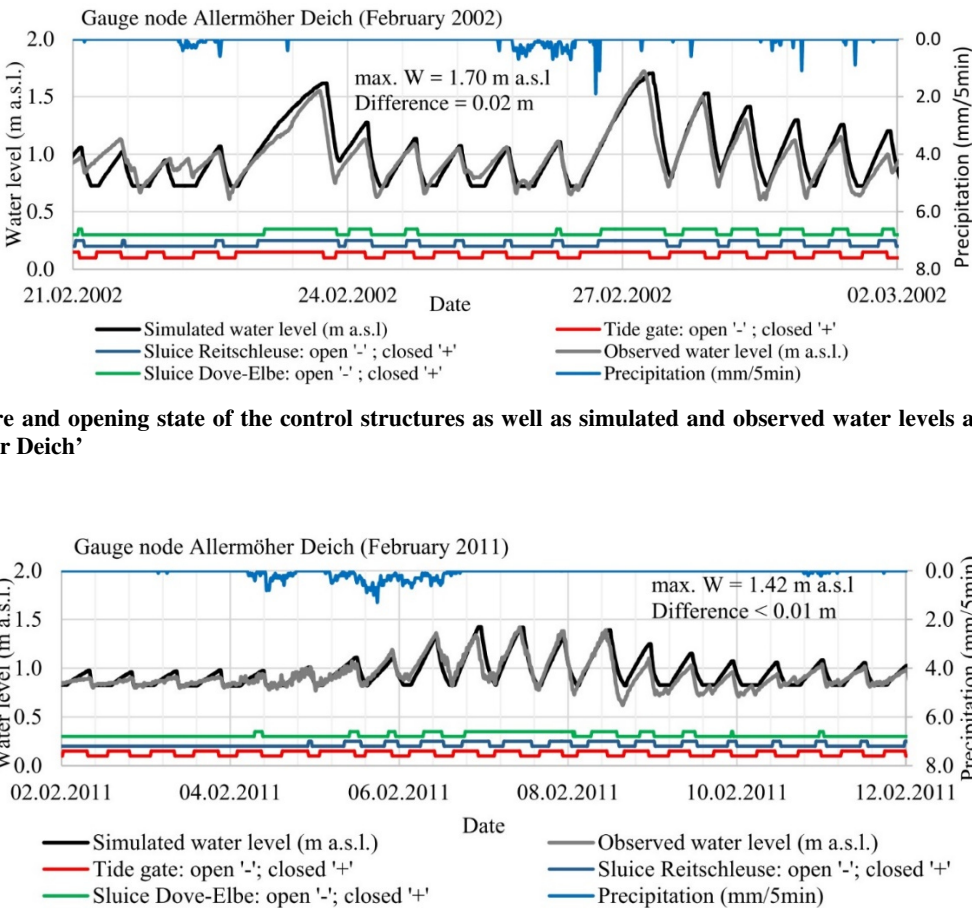 Gauge node Allermöher Deich (February 2002)
2.0 0.0
max. W = 1.70 m a.s.l
Difference = 0.02 m
1.5 2.0
1.0 4.0
0.5 6.0
0.0 8.0
Water level (m a.s.l.)
Precipitation (mm/5min)
21.02.2002 24.02.2002 27.02.2002 02.03.2002
Date
Simulated water level (m a.s.l) Tide gate: open '-' ; closed '+'
Sluice Reitschleuse: open '-' ; closed '+' Observed water level (m a.s.l.)
Sluice Dove-Elbe: open '-' ; closed '+' Precipitation (mm/5min)
re and opening state of the control structures as well as simulated and observed water levels a
r Deich’
Gauge node Allermöher Deich (February 2011)
2.0 0.0
max. W = 1.42 m a.s.l
Difference < 0.01 m
1.5 2.0
1.0 4.0
0.5 6.0
0.0 8.0
Water level (m a.s.l.)
Precipitation (mm/5min)
02.02.2011 04.02.2011 06.02.2011 08.02.2011 10.02.2011 12.02.2011
Date
Simulated water level (m a.s.l.) Observed water level (m a.s.l.)
Tide gate: open '-'; closed '+' Sluice Reitschleuse: open '-'; closed '+'
Sluice Dove-Elbe: open '-'; closed '+' Precipitation (mm/5min)